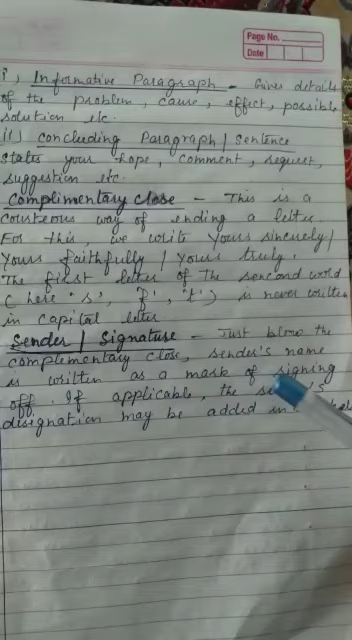 Page No.
Date
i) Informative Paragraph - Gives details
of the problem, cause, effect, possible
solution etc.
ii) Concluding Paragraph / Sentence
states your hope, comment, request,
suggestion etc.
Complimentary close - This is a
courteous way of ending a letter.
For this, we write yours sincerely /
yours faithfully / yours truly.
The first letter of the sencond word
(here 's', 'f', 't') is never written
in capital letter
Sender / Signature - Just blow the
complementary close, sender's name
is written as a mark of signing
off. If applicable, the
designation may be added in